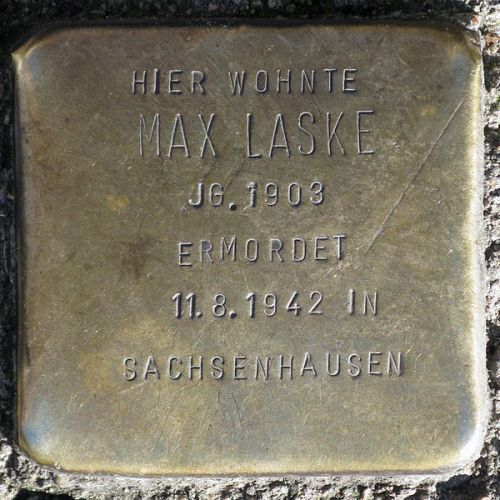 HIER WOHNTE
MAX LASKE
JG. 1903
ERMORDET
11.8.1942 IN
SACHSENHAUSEN